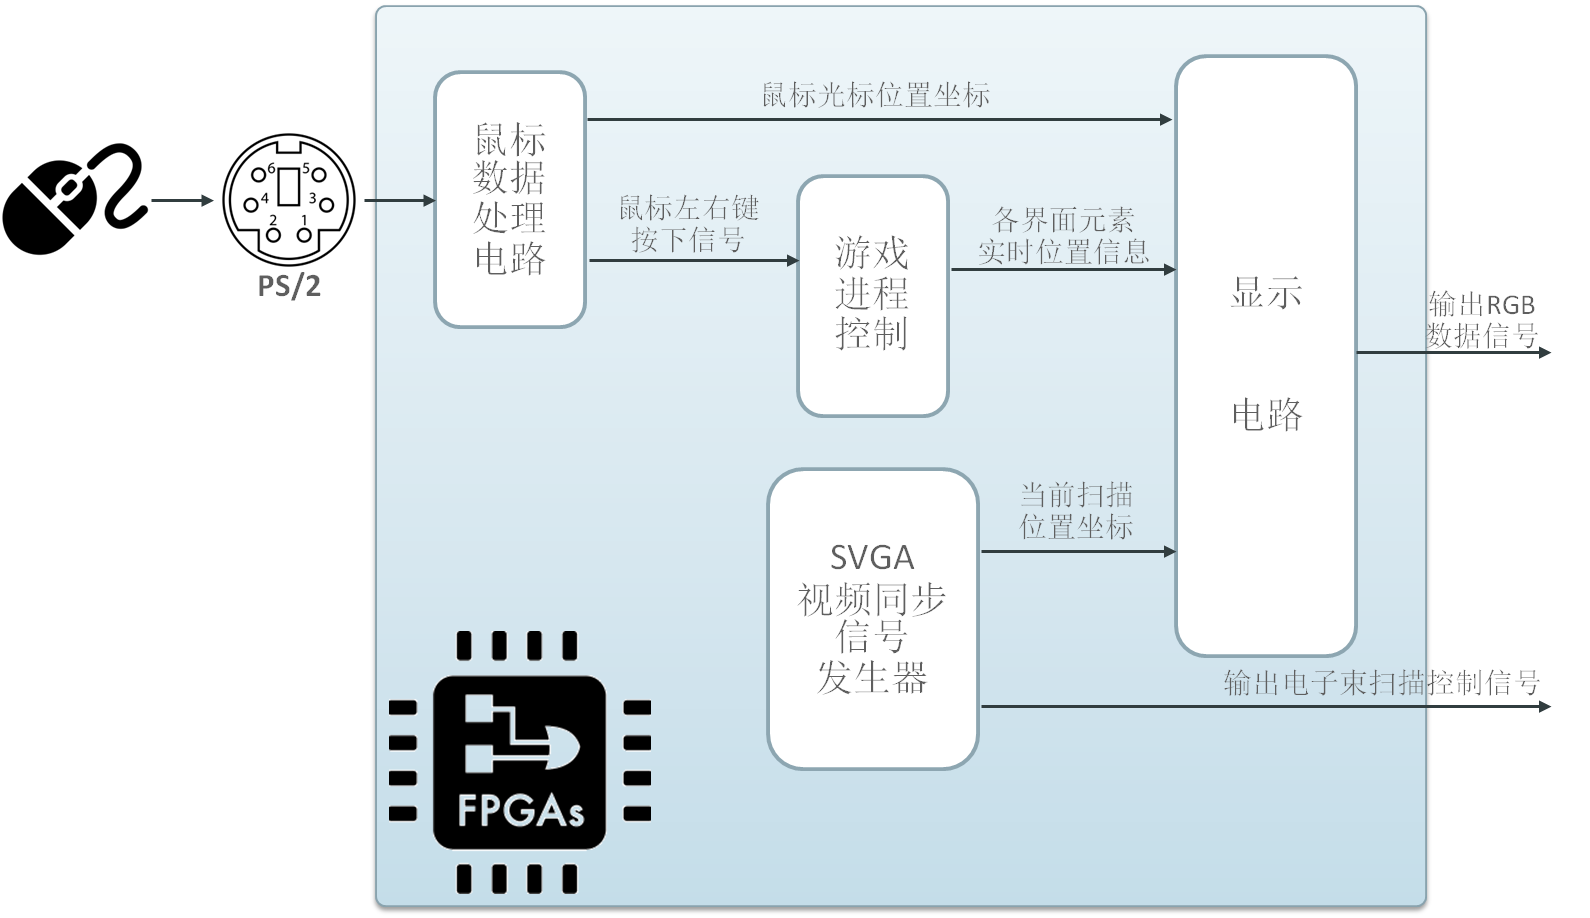 6
5
4
3
2
1
PS/2
鼠标
数据
处理
电路
鼠标光标位置坐标
鼠标左右键
按下信号
游戏
进程
控制
各界面元素
实时位置信息
显示
电路
输出RGB
数据信号
SVGA
视频同步
信号
发生器
当前扫描
位置坐标
输出电子束扫描控制信号
FPGAs